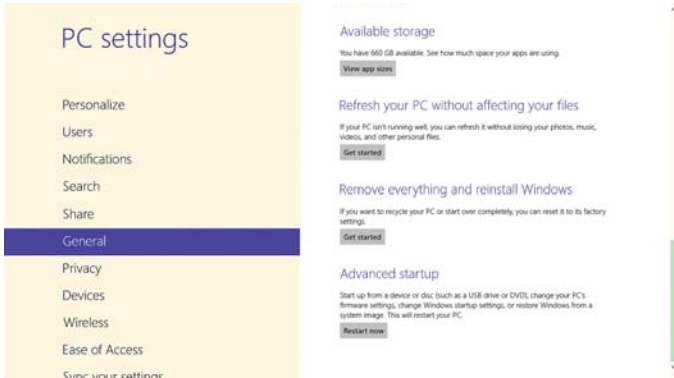 PC settings
Personalize
Users
Notifications
Search
Share
General
Privacy
Devices
Wireless
Ease of Access
Sync your settings
Available storage
You have 660 GB available. See how much space your apps are using.
View app sizes
Refresh your PC without affecting your files
If your PC isn't running well, you can refresh it without losing your photos, music,
videos, and other personal files.
Get started
Remove everything and reinstall Windows
If you want to recycle your PC or start over completely, you can reset it to its factory
settings.
Get started
Advanced startup
Start up from a device or disc (such as a USB drive or DVD), change your PC's
firmware settings, change Windows startup settings, or restore Windows from a
system image. This will restart your PC.
Restart now